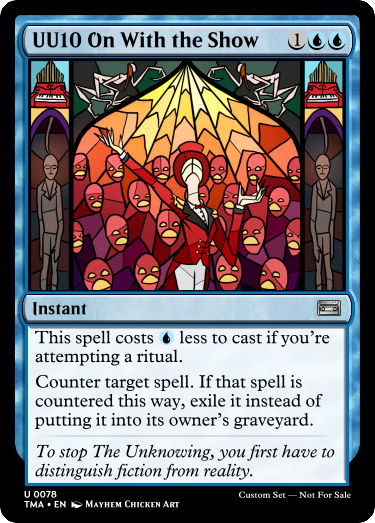 UU10 On With the Show 1
Instant
This spell costs less to cast if you're
attempting a ritual.
Counter target spell. If that spell is
countered this way, exile it instead of
putting it into its owner's graveyard.
To stop The Unknowing, you first have to
distinguish fiction from reality.
U 0078
TMA • EN Mayhem Chicken Art
Custom Set — Not For Sale